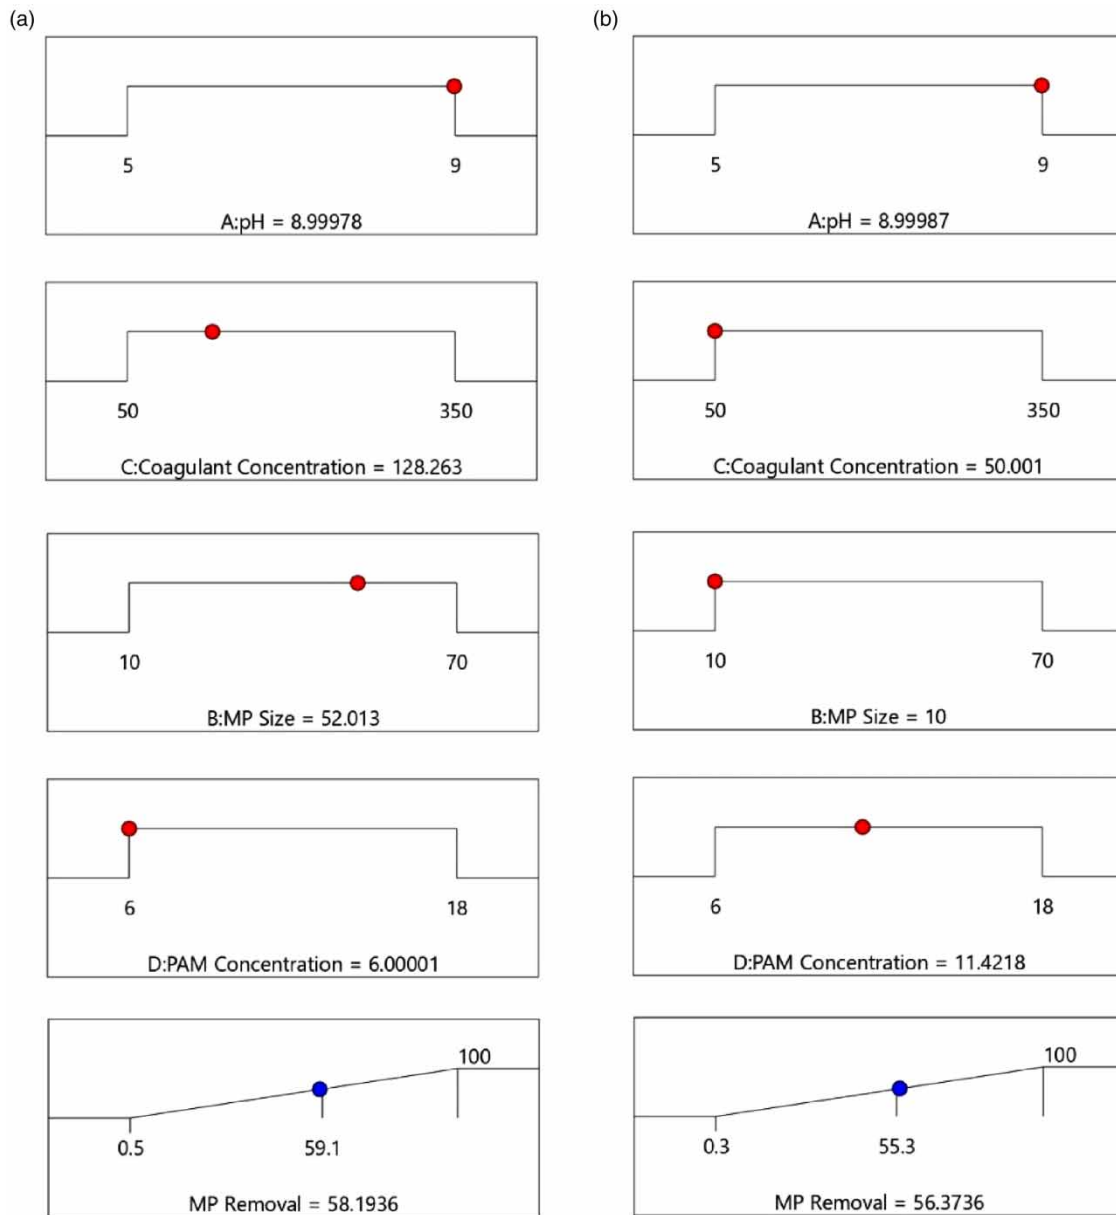 (a)
5
9
A:pH = 8.99978
50
350
C:Coagulant Concentration = 128.263
10
70
B:MP Size = 52.013
6
18
D:PAM Concentration = 6.00001
100
0.5
59.1
MP Removal = 58.1936
(b)
5
9
A:pH = 8.99987
50
350
C:Coagulant Concentration = 50.001
10
70
B:MP Size = 10
6
18
D:PAM Concentration = 11.4218
100
0.3
55.3
MP Removal = 56.3736